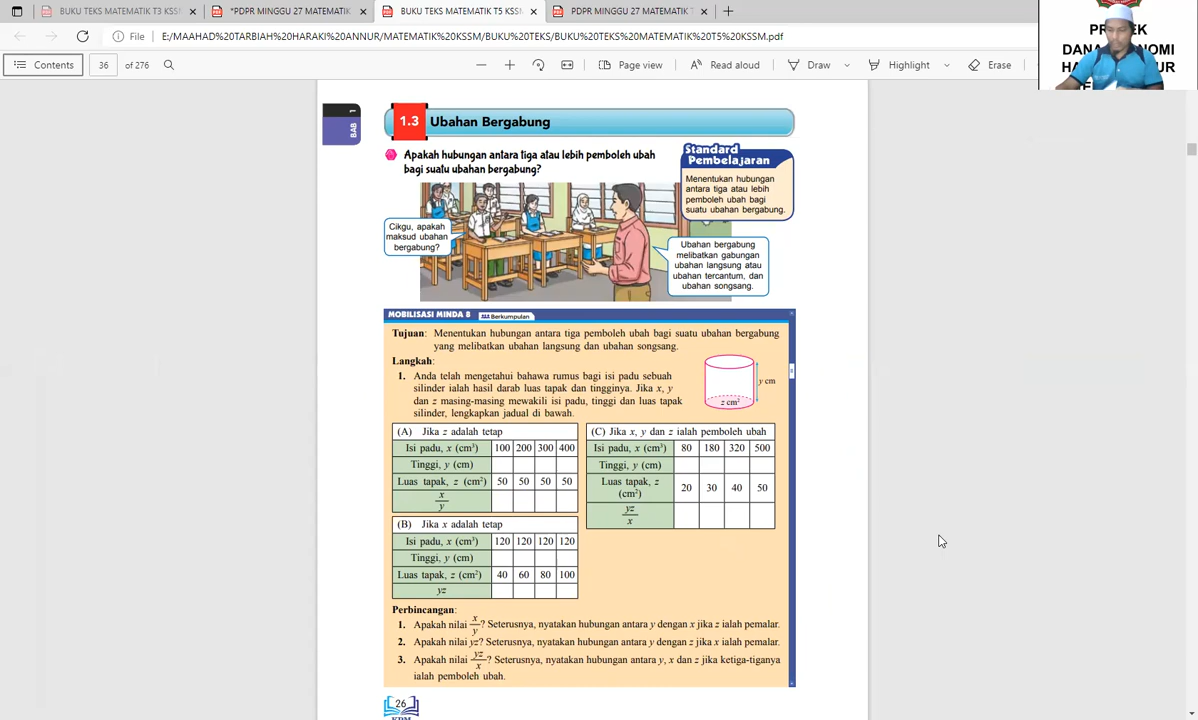 BUKU TEKS MATEMATIK T3 KSSM
*PDPR MINGGU 27 MATEMATIK
BUKU TEKS MATEMATIK T5 KSSM
PDPR MINGGU 27 MATEMATIK T
File
E:/MAAHAD%20TARBIAH%20HARAKI%20ANNUR/MATEMATIK%20KSSM/BUKU%20TEKS/BUKU%20TEKS%20MATEMATIK%20T5%20KSSM.pdf
Contents
36 of 276
Page view
Read aloud
Draw
Highlight
Erase
BAB 1
1.3 Ubahan Bergabung
Apakah hubungan antara tiga atau lebih pemboleh ubah
bagi suatu ubahan bergabung?
Standard
Pembelajaran
Menentukan hubungan
antara tiga atau lebih
pemboleh ubah bagi
suatu ubahan bergabung.
Cikgu, apakah
maksud ubahan
bergabung?
Ubahan bergabung
melibatkan gabungan
ubahan langsung atau
ubahan tercantum, dan
ubahan songsang.
MOBILISASI MINDA 8 Berkumpulan
Tujuan: Menentukan hubungan antara tiga pemboleh ubah bagi suatu ubahan bergabung
yang melibatkan ubahan langsung dan ubahan songsang.
Langkah:
1. Anda telah mengetahui bahawa rumus bagi isi padu sebuah
silinder ialah hasil darab luas tapak dan tingginya. Jika x, y
dan z masing-masing mewakili isi padu, tinggi dan luas tapak
silinder, lengkapkan jadual di bawah.
y cm
z cm²
(A) Jika z adalah tetap
Isi padu, x (cm³) 100 200 300 400
Tinggi, y (cm)
Luas tapak, z (cm²) 50 50 50 50
x/y
(B) Jika x adalah tetap
Isi padu, x (cm³) 120 120 120 120
Tinggi, y (cm)
Luas tapak, z (cm²) 40 60 80 100
yz
(C) Jika x, y dan z ialah pemboleh ubah
Isi padu, x (cm³) 80 180 320 500
Tinggi, y (cm)
Luas tapak, z
(cm²) 20 30 40 50
yz/x
Perbincangan:
1. Apakah nilai x/y? Seterusnya, nyatakan hubungan antara y dengan x jika z ialah pemalar.
2. Apakah nilai yz? Seterusnya, nyatakan hubungan antara y dengan z jika x ialah pemalar.
3. Apakah nilai yz/x? Seterusnya, nyatakan hubungan antara y, x dan z jika ketiga-tiganya
ialah pemboleh ubah.
26
KPM